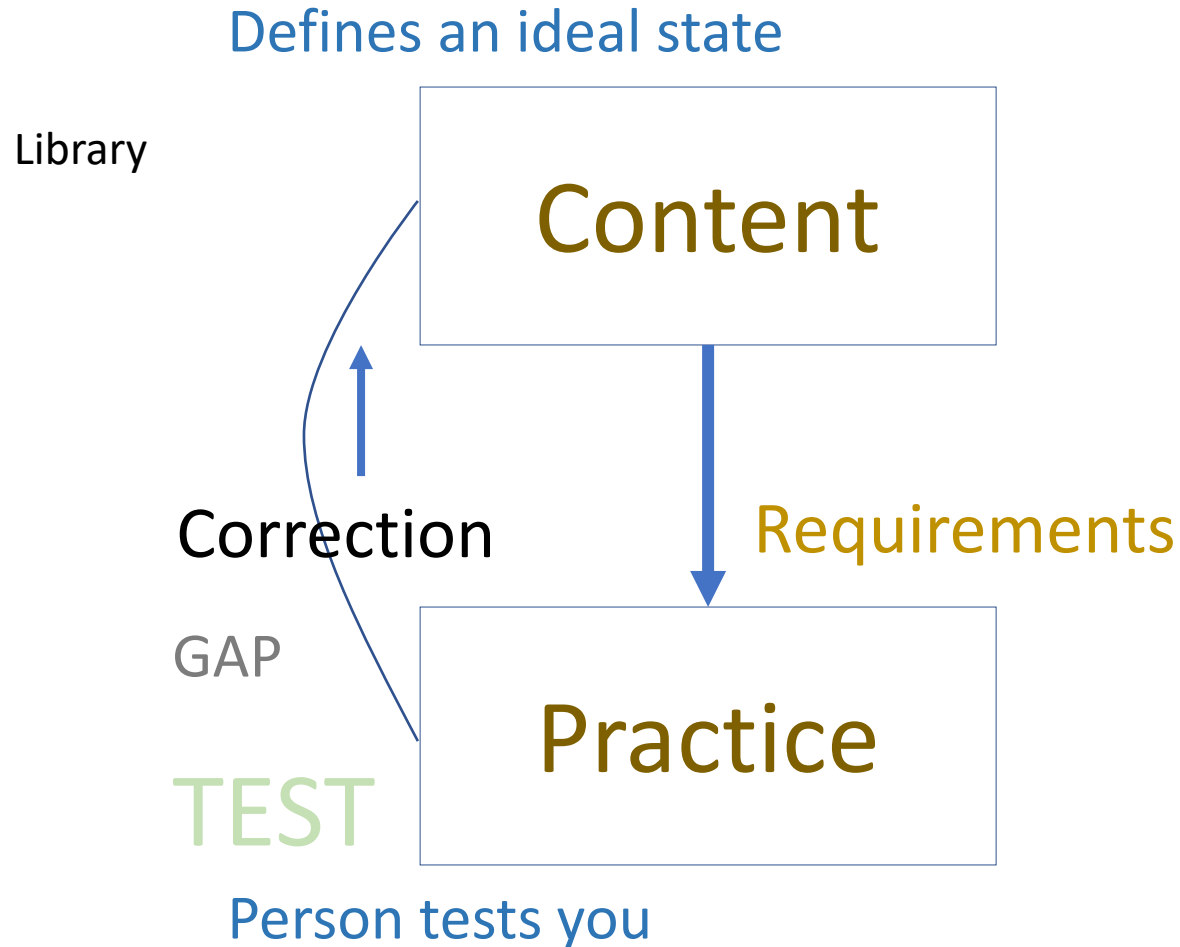 Defines an ideal state
Library
Content
Correction
Requirements
GAP
Practice
TEST
Person tests you